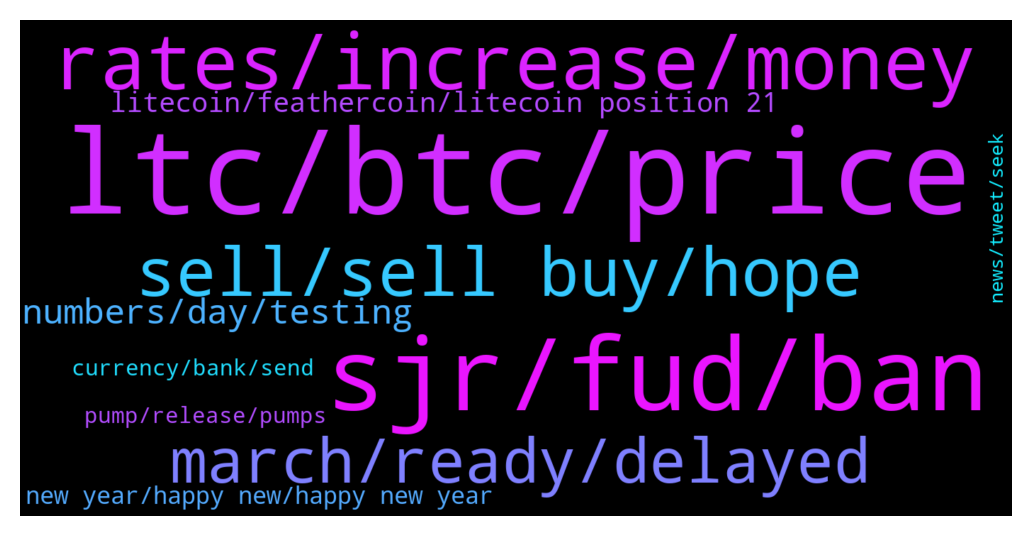 rates/increase/money
litecoin/feathercoin/litecoin position 21
ltc/btc/price
news/tweet/seek
sell/sell buy/hope
numbers/day/testing
sjr/fud/ban
currency/bank/send
pump/release/pumps
march/ready/delayed
new year/happy new/happy new year